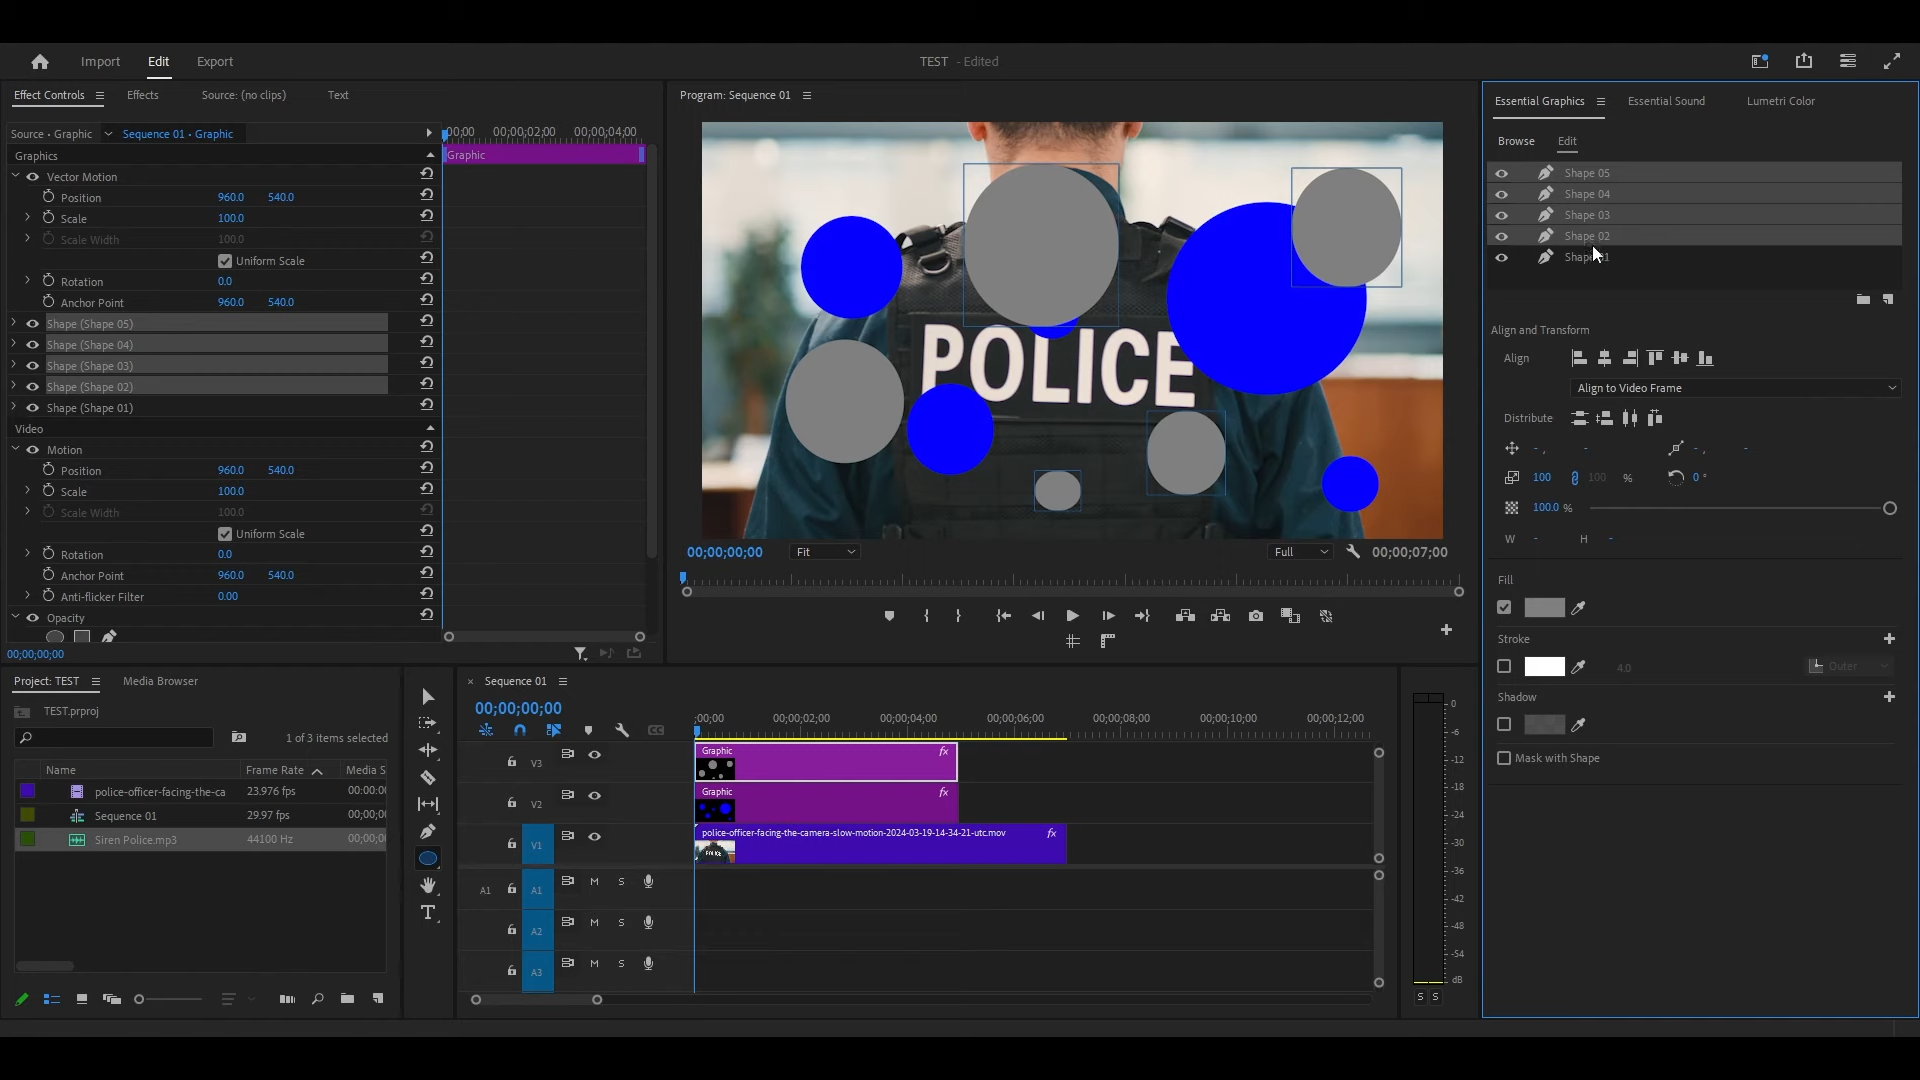 Import Edit Export
TEST - Edited
Effect Controls Effects Source: (no clips) Text
Source • Graphic Sequence 01 • Graphic
00;00 00;00;02;00 00;00;04;00
Graphics
Graphic
Vector Motion
Position 960.0 540.0
Scale 100.0
Scale Width 100.0
Uniform Scale
Rotation 0.0
Anchor Point 960.0 540.0
Shape (Shape 05)
Shape (Shape 04)
Shape (Shape 03)
Shape (Shape 02)
Shape (Shape 01)
Video
Motion
Position 960.0 540.0
Scale 100.0
Scale Width 100.0
Uniform Scale
Rotation 0.0
Anchor Point 960.0 540.0
Anti-flicker Filter 0.00
Opacity
00;00;00;00
Program: Sequence 01
POLICE
00;00;00;00 Fit Full 00;00;07;00
Essential Graphics Essential Sound Lumetri Color
Browse Edit
Shape 05
Shape 04
Shape 03
Shape 02
Align and Transform
Align
Align to Video Frame
Distribute
- , - - , -
100 100 % 0 °
100.0 %
W - H -
Fill
Stroke
4.0 Outer
Shadow
Mask with Shape
Project: TEST Media Browser
TEST.prproj
1 of 3 items selected
Name Frame Rate Media S
police-officer-facing-the-ca 23.976 fps 00:00:0
Sequence 01 29.97 fps 00;00;0
Siren Police.mp3 44100 Hz 00;00;0
× Sequence 01
00;00;00;00
;00;00 00;00;02;00 00;00;04;00 00;00;06;00 00;00;08;00 00;00;10;00 00;00;12;00
V3 Graphic fx
V2 Graphic fx
V1 police-officer-facing-the-camera-slow-motion-2024-03-19-14-34-21-utc.mov fx
A1 A1 M S
A2 M S
A3 M S
0
-6
-12
-18
-24
-30
-36
-42
-48
-54
dB
S S